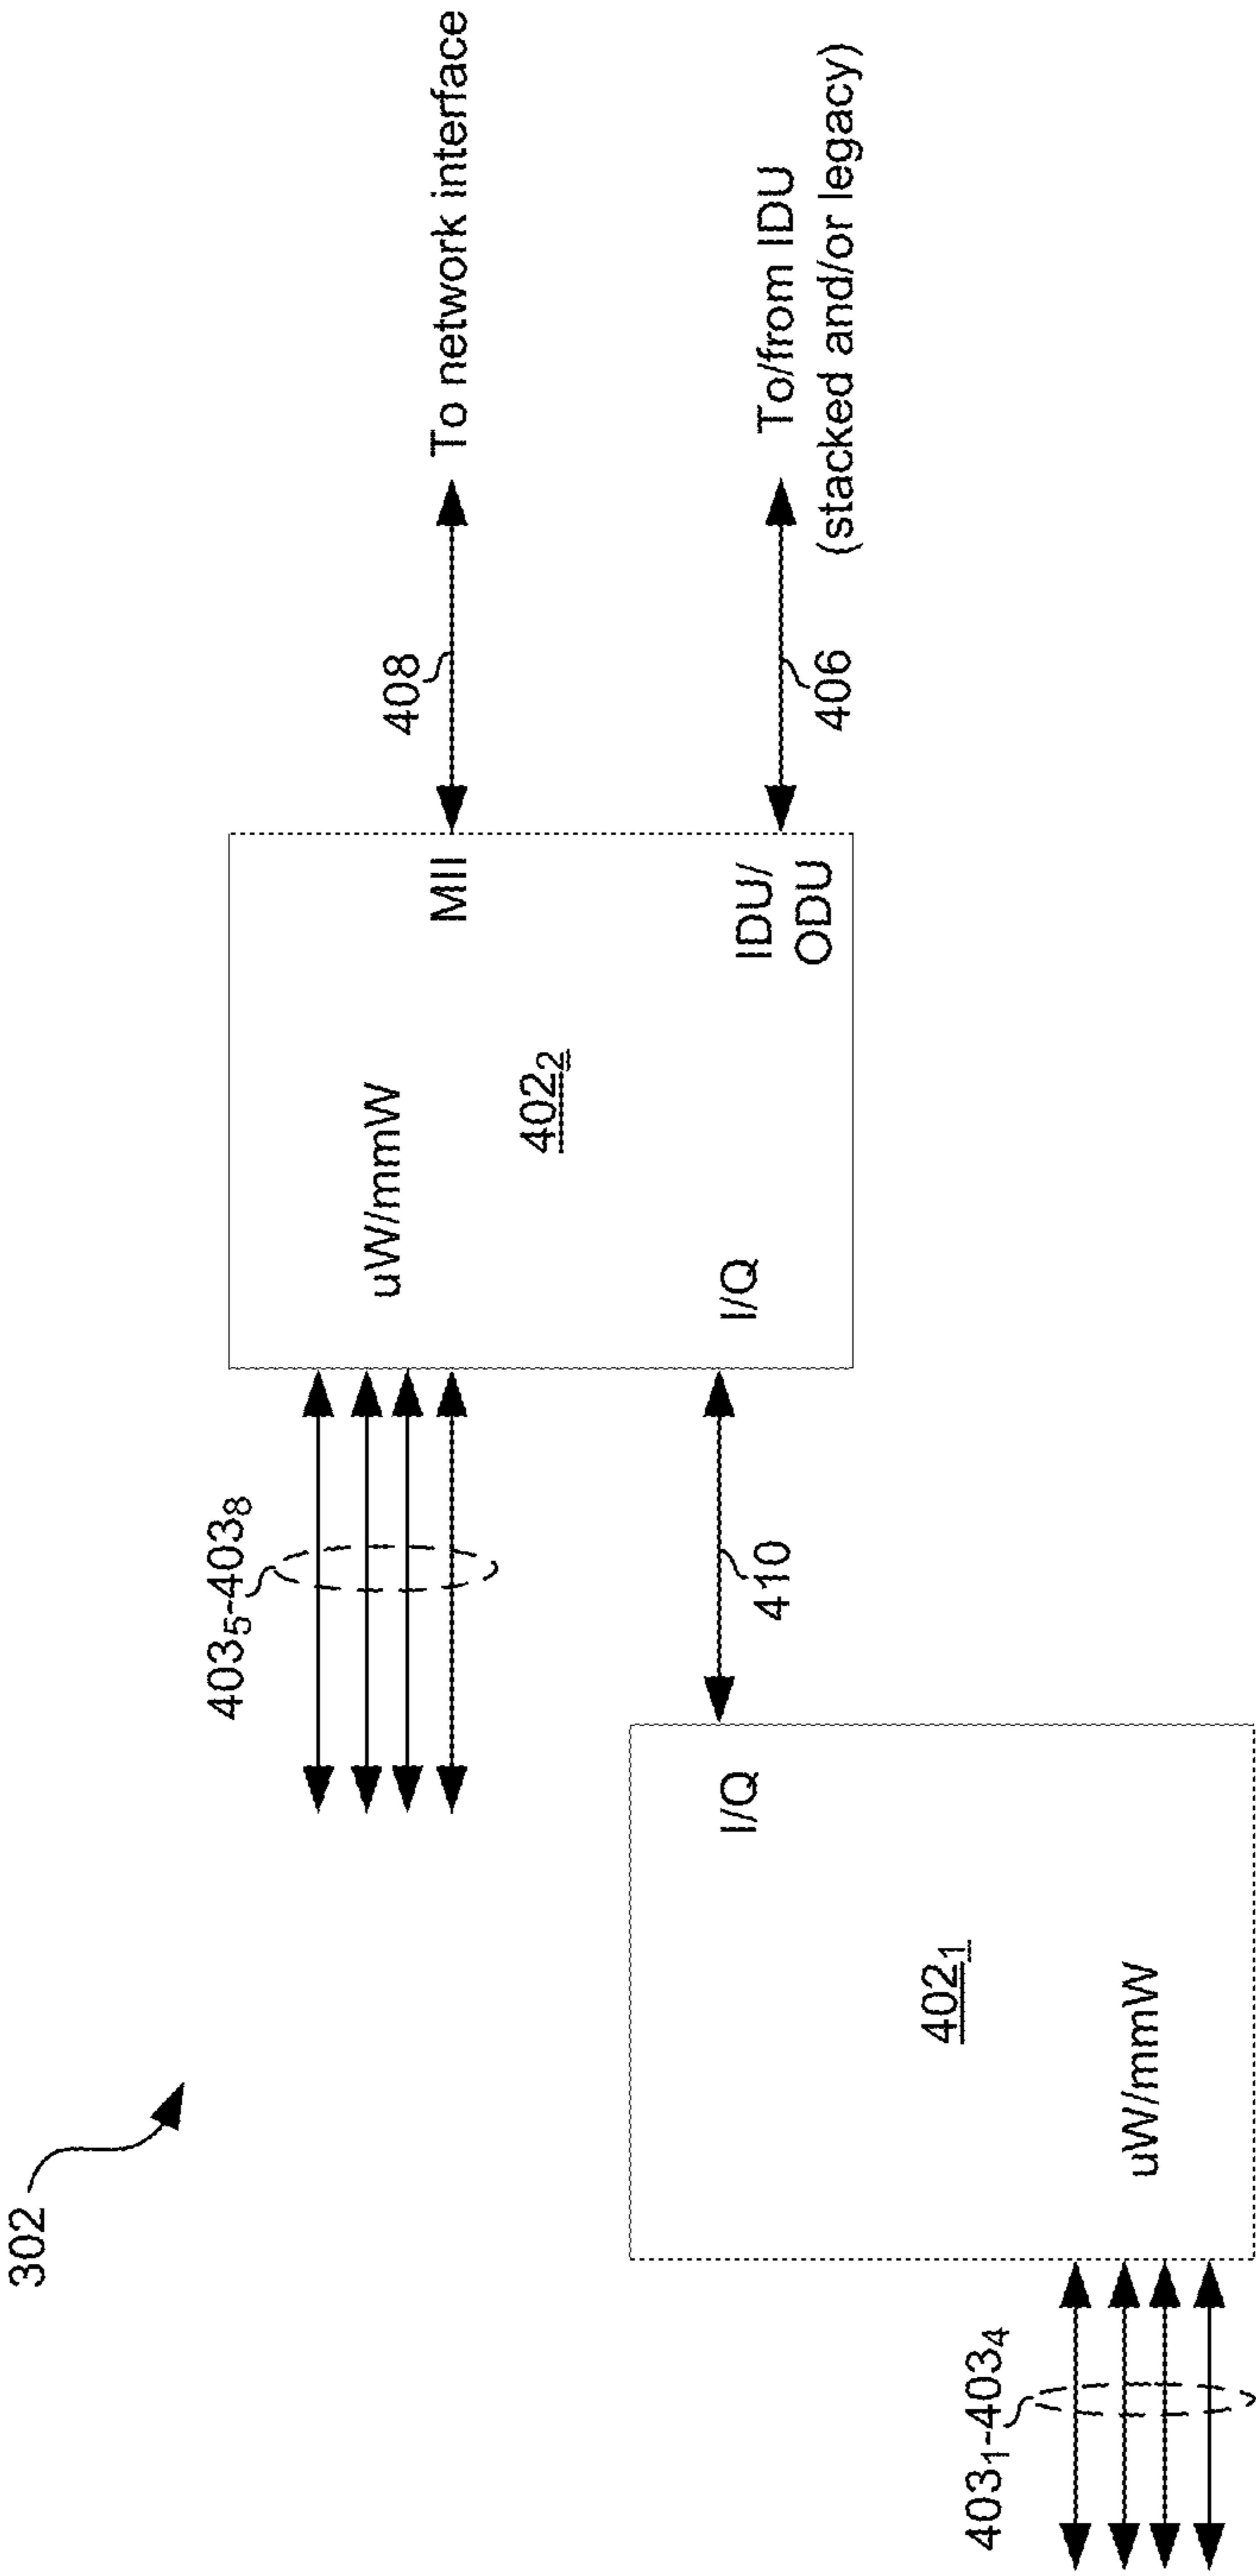 302
403₅-403₈
uW/mmW
402₂
MII
408
To network interface
I/Q
IDU/
ODU
410
406
To/from IDU
(stacked and/or legacy)
I/Q
402₁
uW/mmW
403₁-403₄